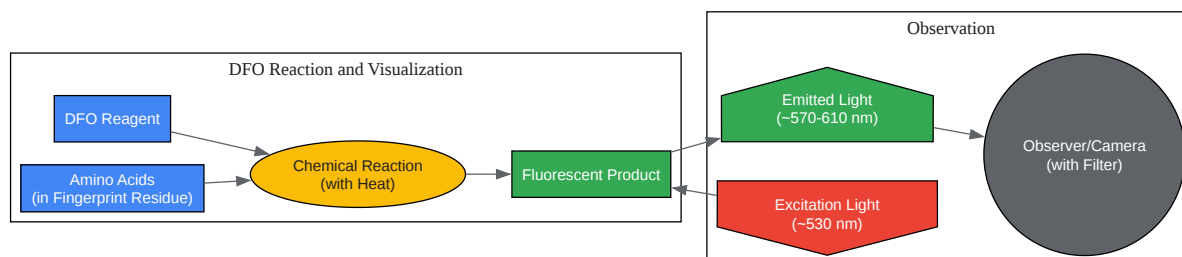 DFO Reaction and Visualization
DFO Reagent
Amino Acids
(in Fingerprint Residue)
Chemical Reaction
(with Heat)
Fluorescent Product
Observation
Emitted Light
(~570-610 nm)
Excitation Light
(~530 nm)
Observer/Camera
(with Filter)